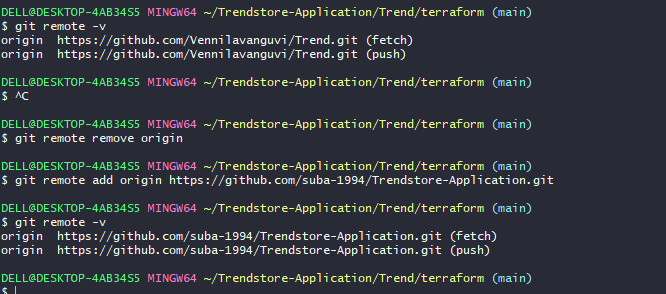 DELL@DESKTOP-4AB34S5 MINGW64 ~/Trendstore-Application/Trend/terraform (main)
$ git remote -v
origin  https://github.com/Vennilavanguvi/Trend.git (fetch)
origin  https://github.com/Vennilavanguvi/Trend.git (push)
DELL@DESKTOP-4AB34S5 MINGW64 ~/Trendstore-Application/Trend/terraform (main)
$ ^C
DELL@DESKTOP-4AB34S5 MINGW64 ~/Trendstore-Application/Trend/terraform (main)
$ git remote remove origin
DELL@DESKTOP-4AB34S5 MINGW64 ~/Trendstore-Application/Trend/terraform (main)
$ git remote add origin https://github.com/suba-1994/Trendstore-Application.git
DELL@DESKTOP-4AB34S5 MINGW64 ~/Trendstore-Application/Trend/terraform (main)
$ git remote -v
origin  https://github.com/suba-1994/Trendstore-Application.git (fetch)
origin  https://github.com/suba-1994/Trendstore-Application.git (push)
DELL@DESKTOP-4AB34S5 MINGW64 ~/Trendstore-Application/Trend/terraform (main)
$